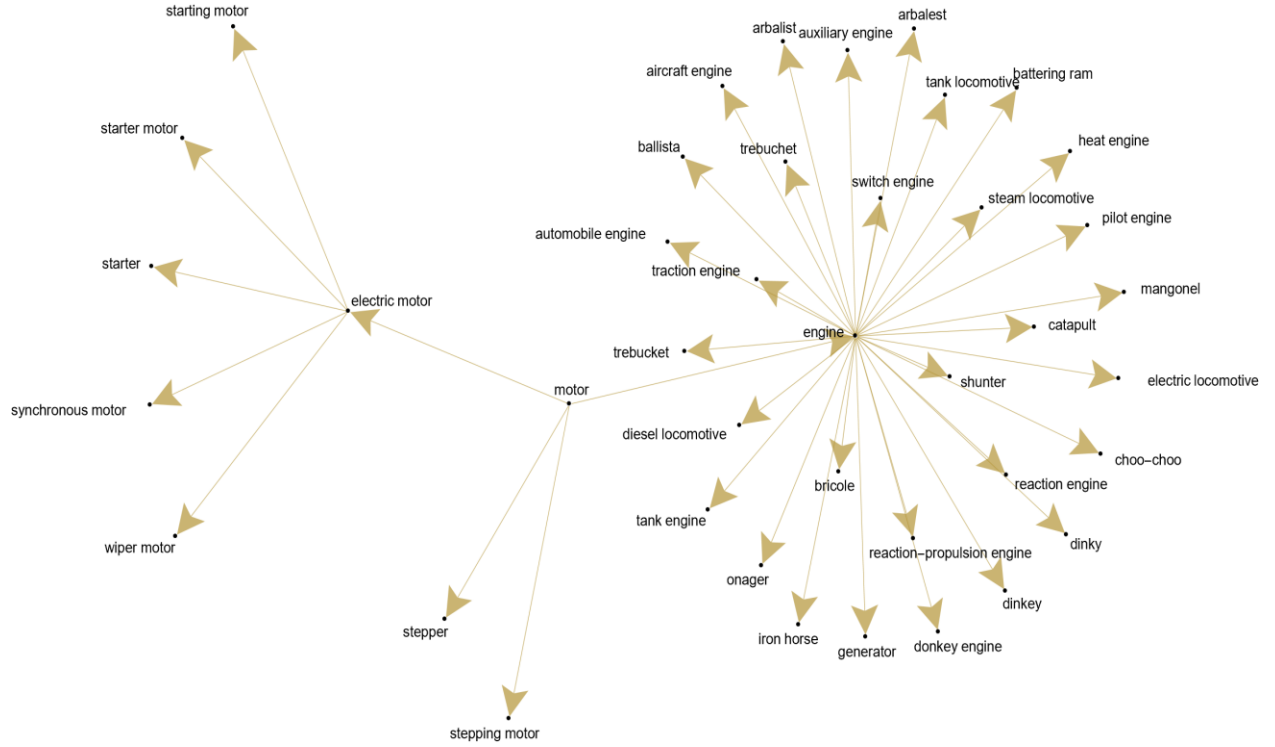 starting motor
arbalest
arbalist
auxiliary engine
aircraft engine
tank locomotive
battering ram
starter motor
ballista
trebuchet
heat engine
switch engine
steam locomotive
pilot engine
automobile engine
starter
traction engine
mangonel
electric motor
engine
catapult
trebucket
motor
shunter
electric locomotive
synchronous motor
diesel locomotive
choo-choo
bricole
reaction engine
tank engine
wiper motor
dinky
reaction-propulsion engine
onager
dinkey
stepper
iron horse
generator
donkey engine
stepping motor